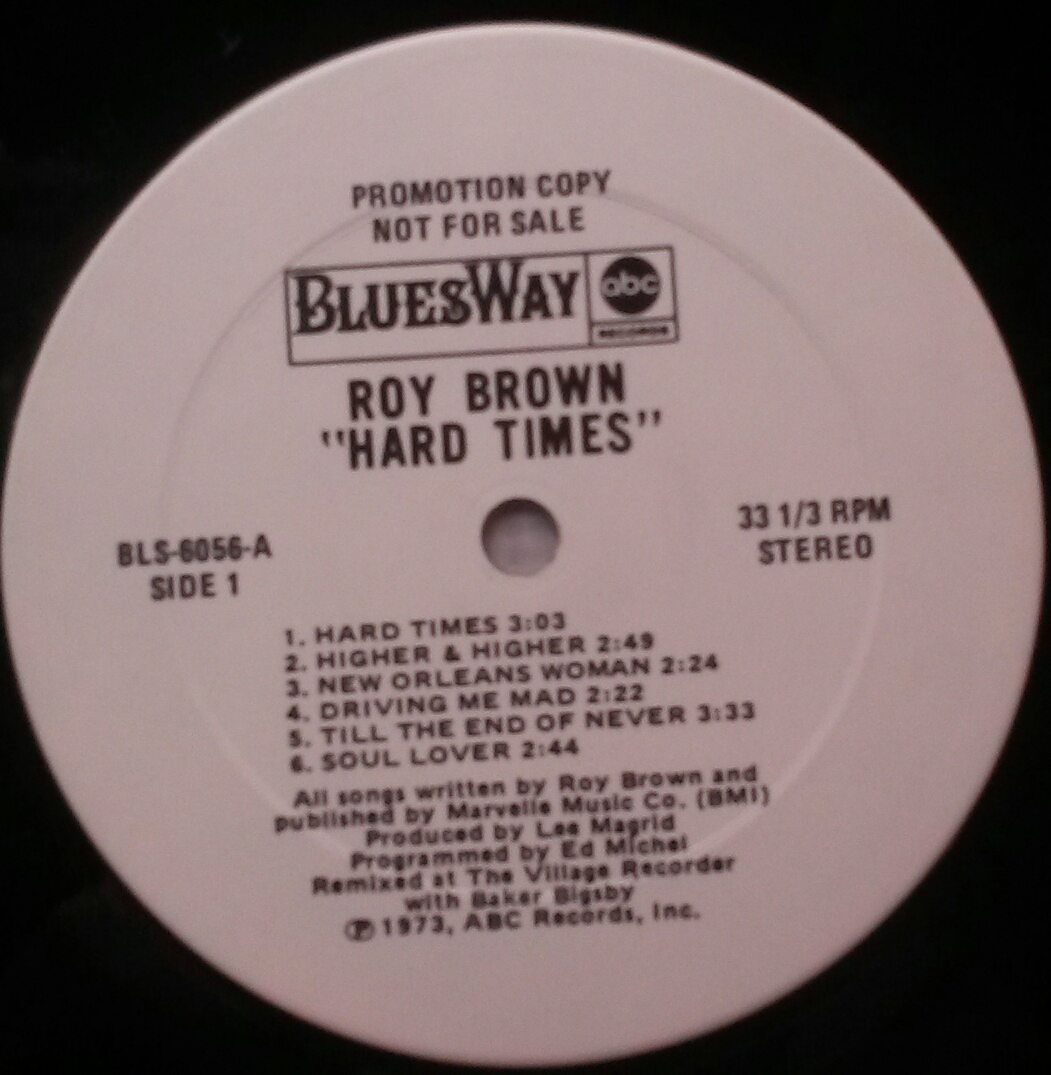 PROMOTION COPY
NOT FOR SALE
BLUESWAY
abc
RECORDS
ROY BROWN
"HARD TIMES"
BLS-6056-A
SIDE 1
33 1/3 RPM
STEREO
1. HARD TIMES 3:03
2. HIGHER & HIGHER 2:49
3. NEW ORLEANS WOMAN 2:24
4. DRIVING ME MAD 2:22
5. TILL THE END OF NEVER 3:33
6. SOUL LOVER 2:44
All songs written by Roy Brown and
published by Marvelle Music Co. (BMI)
Produced by Lee Magrid
Programmed by Ed Michel
Remixed at The Village Recorder
with Baker Bigsby
Ⓟ 1973, ABC Records, Inc.